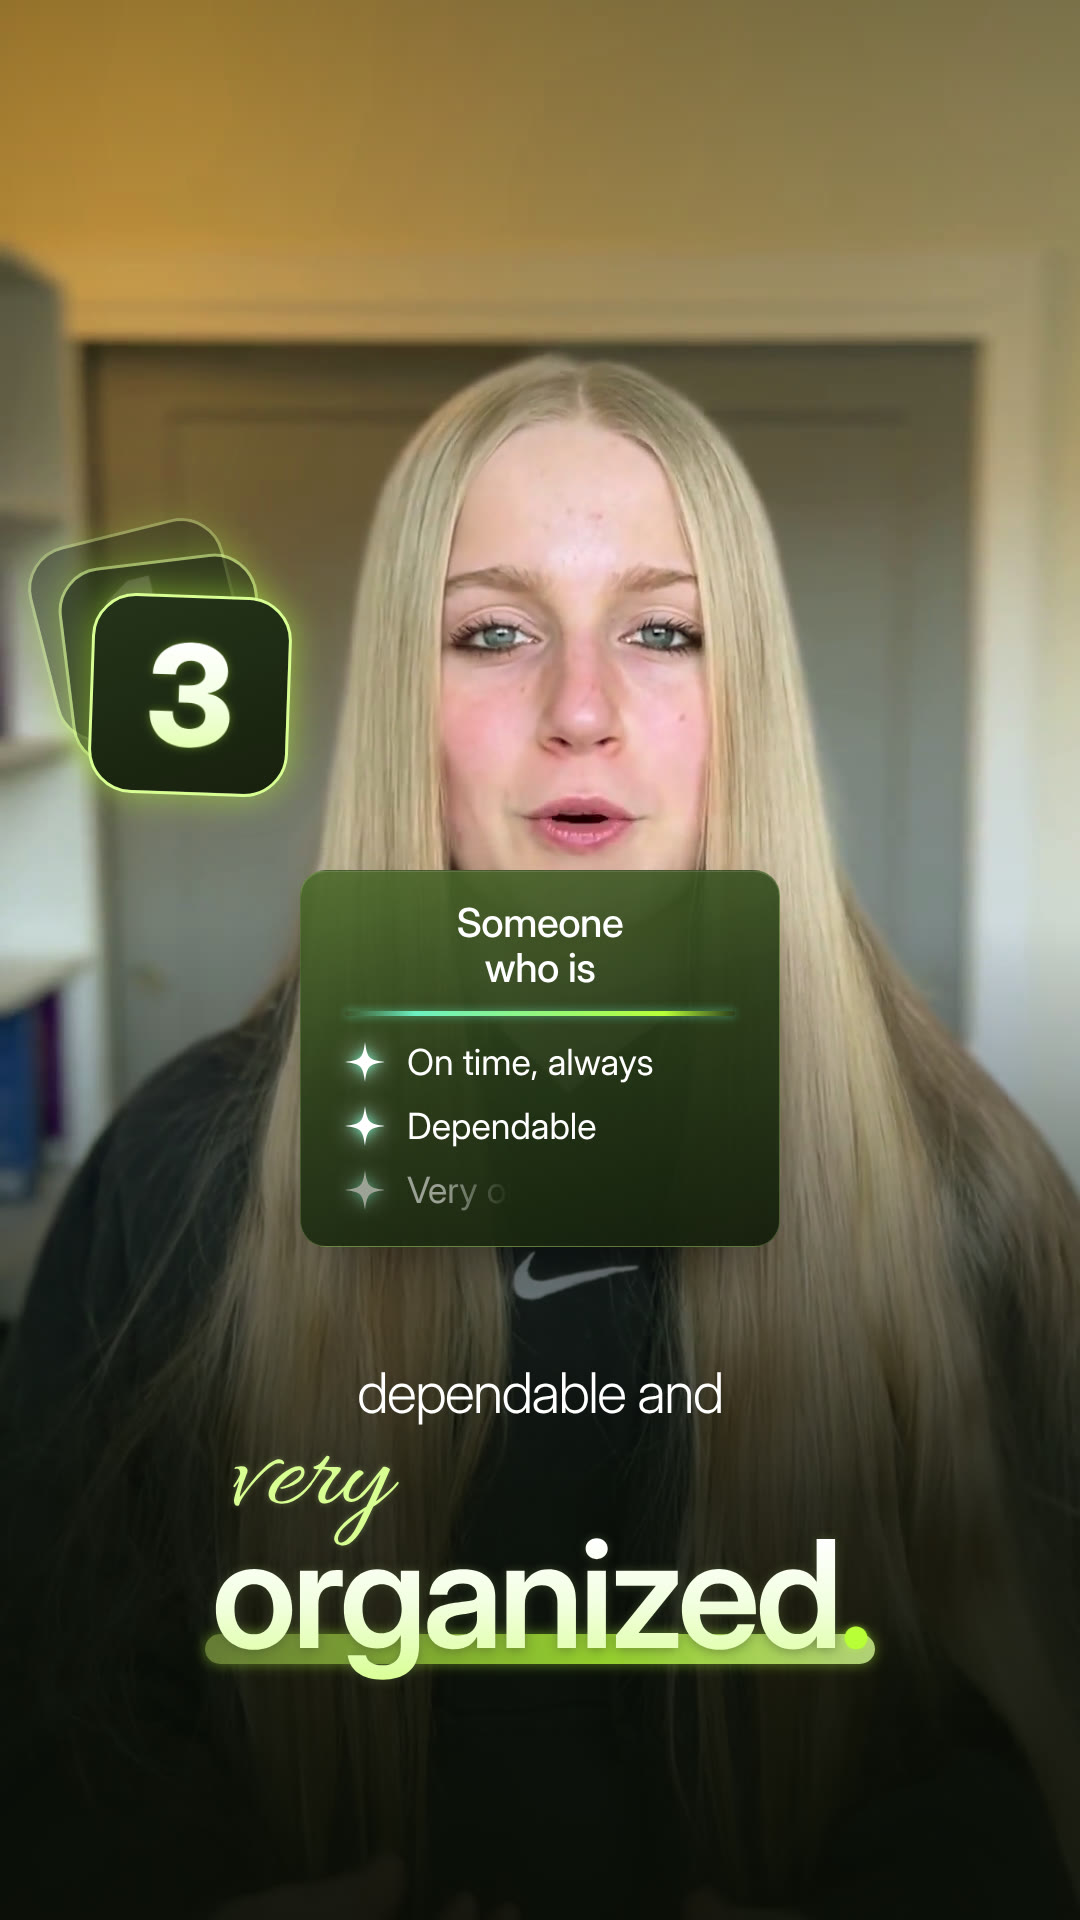 3
Someone
who is
On time, always
Dependable
Very o
dependable and
very
organized.